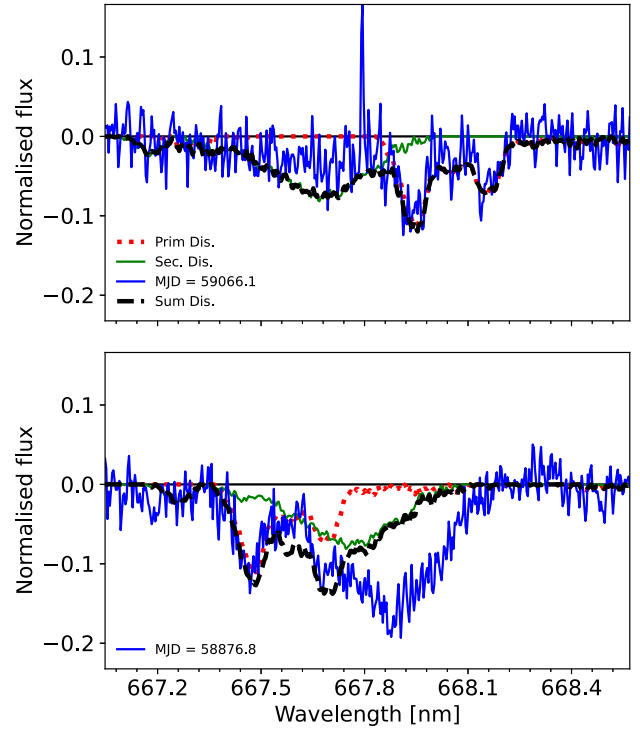 0.1
0.0
−0.1
−0.2
Normalised flux
Prim Dis.
Sec. Dis.
MJD = 59066.1
Sum Dis.
0.1
0.0
−0.1
−0.2
Normalised flux
MJD = 58876.8
667.2 667.5 667.8 668.1 668.4
Wavelength [nm]